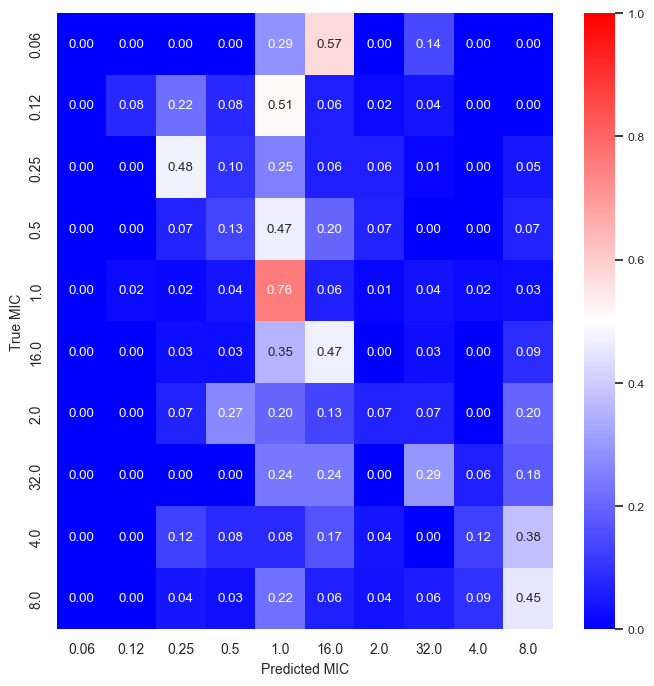 0.06 0.00 0.00 0.00 0.00 0.29 0.57 0.00 0.14 0.00 0.00
0.12 0.00 0.08 0.22 0.08 0.51 0.06 0.02 0.04 0.00 0.00
0.25 0.00 0.00 0.48 0.10 0.25 0.06 0.06 0.01 0.00 0.05
0.5 0.00 0.00 0.07 0.13 0.47 0.20 0.07 0.00 0.00 0.07
1.0 0.00 0.02 0.02 0.04 0.76 0.06 0.01 0.04 0.02 0.03
16.0 0.00 0.00 0.03 0.03 0.35 0.47 0.00 0.03 0.00 0.09
2.0 0.00 0.00 0.07 0.27 0.20 0.13 0.07 0.07 0.00 0.20
32.0 0.00 0.00 0.00 0.00 0.24 0.24 0.00 0.29 0.06 0.18
4.0 0.00 0.00 0.12 0.08 0.08 0.17 0.04 0.00 0.12 0.38
8.0 0.00 0.00 0.04 0.03 0.22 0.06 0.04 0.06 0.09 0.45
0.06 0.12 0.25 0.5 1.0 16.0 2.0 32.0 4.0 8.0
Predicted MIC
True MIC
1.0
0.8
0.6
0.4
0.2
0.0